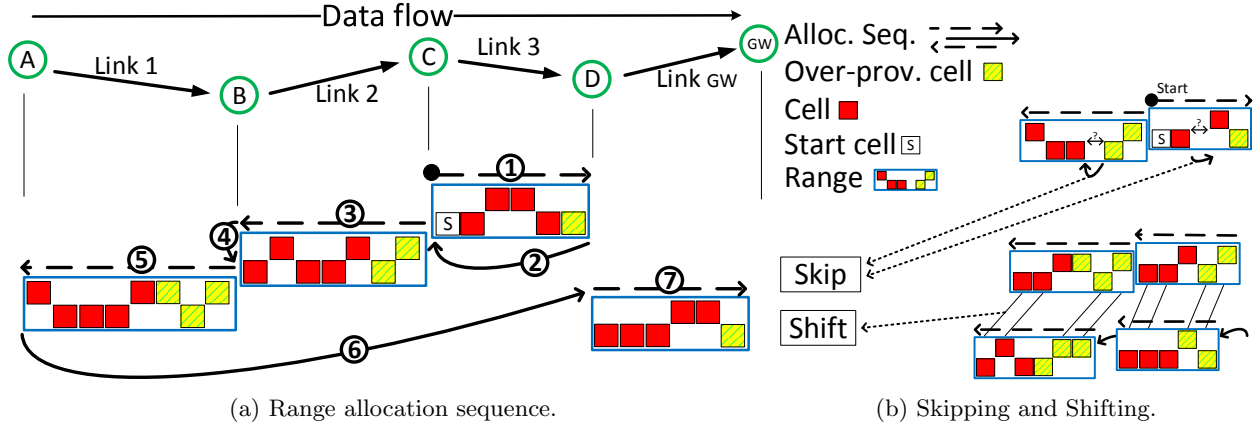 Data flow
A
Link 1
B
Link 2
C
Link 3
D
Link GW
GW
1
S
2
3
4
5
6
7
(a) Range allocation sequence.
Alloc. Seq.
Over-prov. cell
Cell
Start cell S
Range
Start
?
S
?
Skip
Shift
(b) Skipping and Shifting.